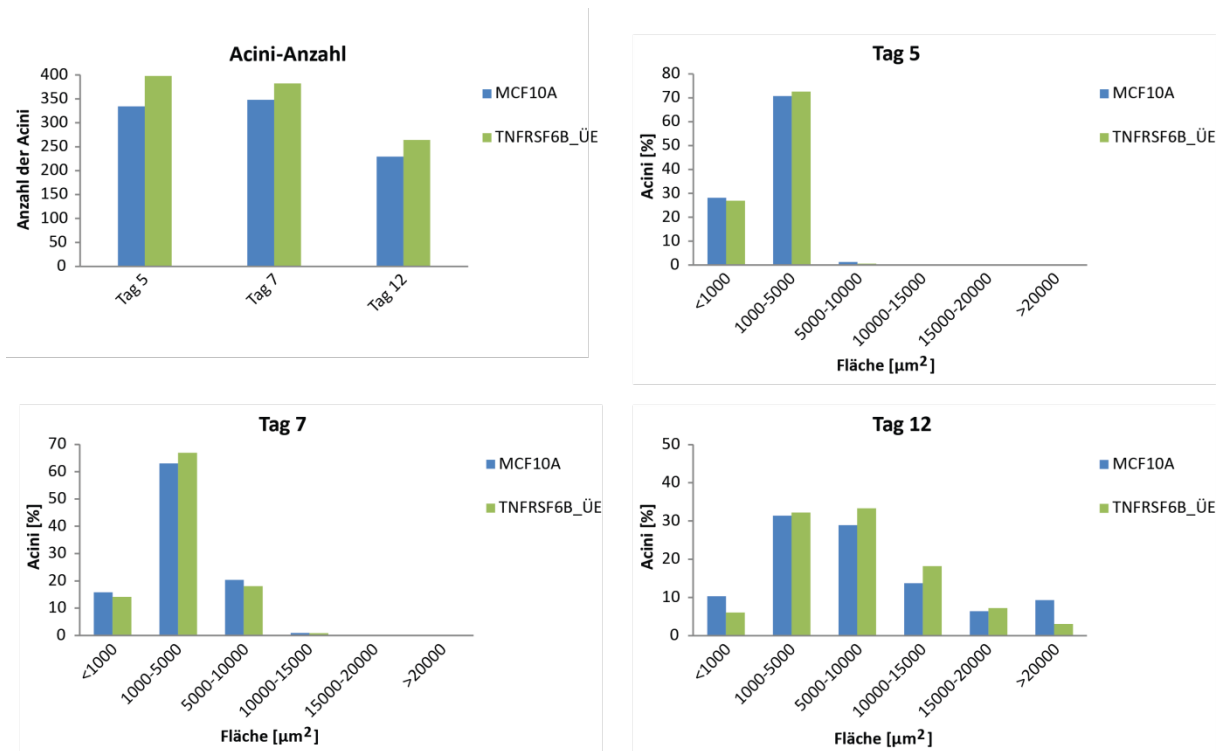 Acini-Anzahl
Anzahl der Acini
400
350
300
250
200
150
100
50
0
Tag 5
Tag 7
Tag 12
MCF10A
TNFRSF6B_ÜE
Tag 5
Acini [%]
80
70
60
50
40
30
20
10
0
<1000
1000-5000
5000-10000
10000-15000
15000-20000
>20000
Fläche [µm²]
MCF10A
TNFRSF6B_ÜE
Tag 7
Acini [%]
70
60
50
40
30
20
10
0
<1000
1000-5000
5000-10000
10000-15000
15000-20000
>20000
Fläche [µm²]
MCF10A
TNFRSF6B_ÜE
Tag 12
Acini [%]
50
40
30
20
10
0
<1000
1000-5000
5000-10000
10000-15000
15000-20000
>20000
Fläche [µm²]
MCF10A
TNFRSF6B_ÜE